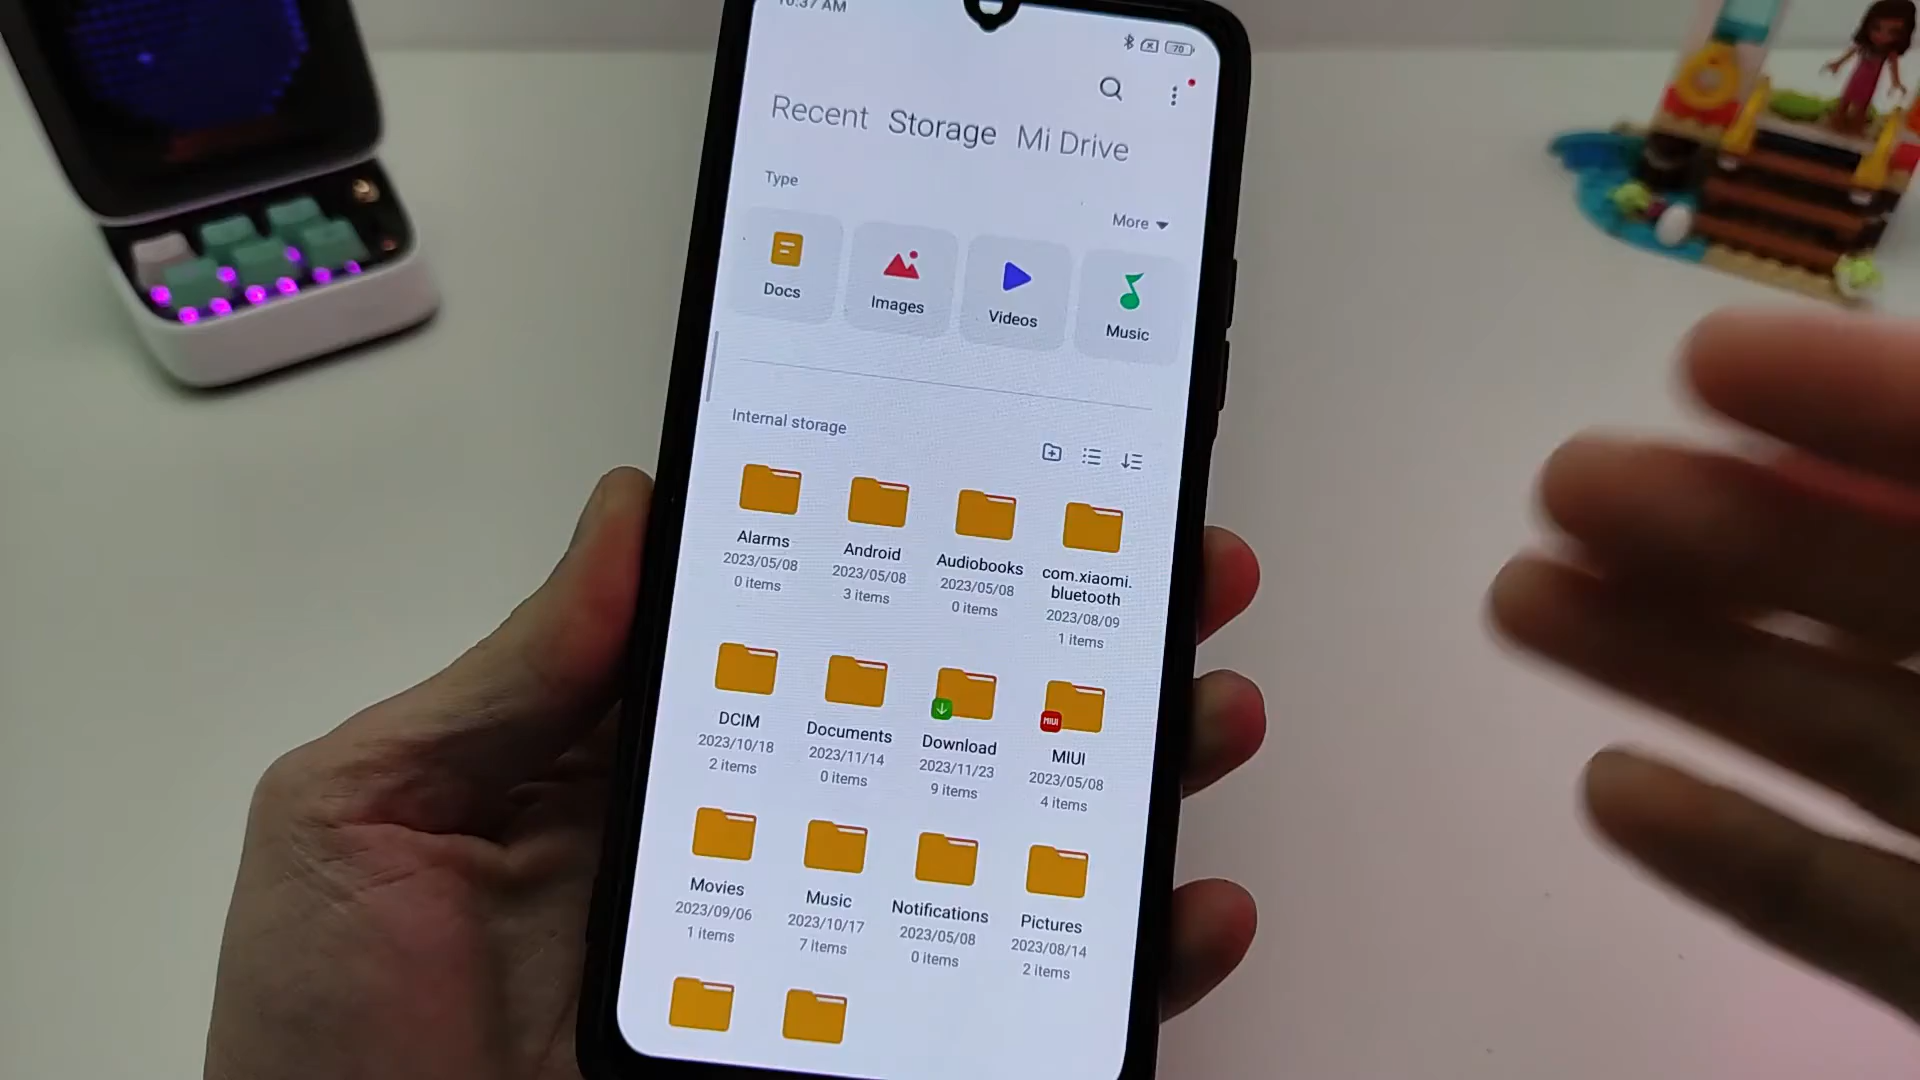 10:37 AM
70
Recent Storage Mi Drive
Type
More
Docs
Images
Videos
Music
Internal storage
Alarms
2023/05/08
0 items
Android
2023/05/08
3 items
Audiobooks
2023/05/08
0 items
com.xiaomi.
bluetooth
2023/08/09
1 items
DCIM
2023/10/18
2 items
Documents
2023/11/14
0 items
Download
2023/11/23
9 items
MIUI
MIUI
2023/05/08
4 items
Movies
2023/09/06
1 items
Music
2023/10/17
7 items
Notifications
2023/05/08
0 items
Pictures
2023/08/14
2 items